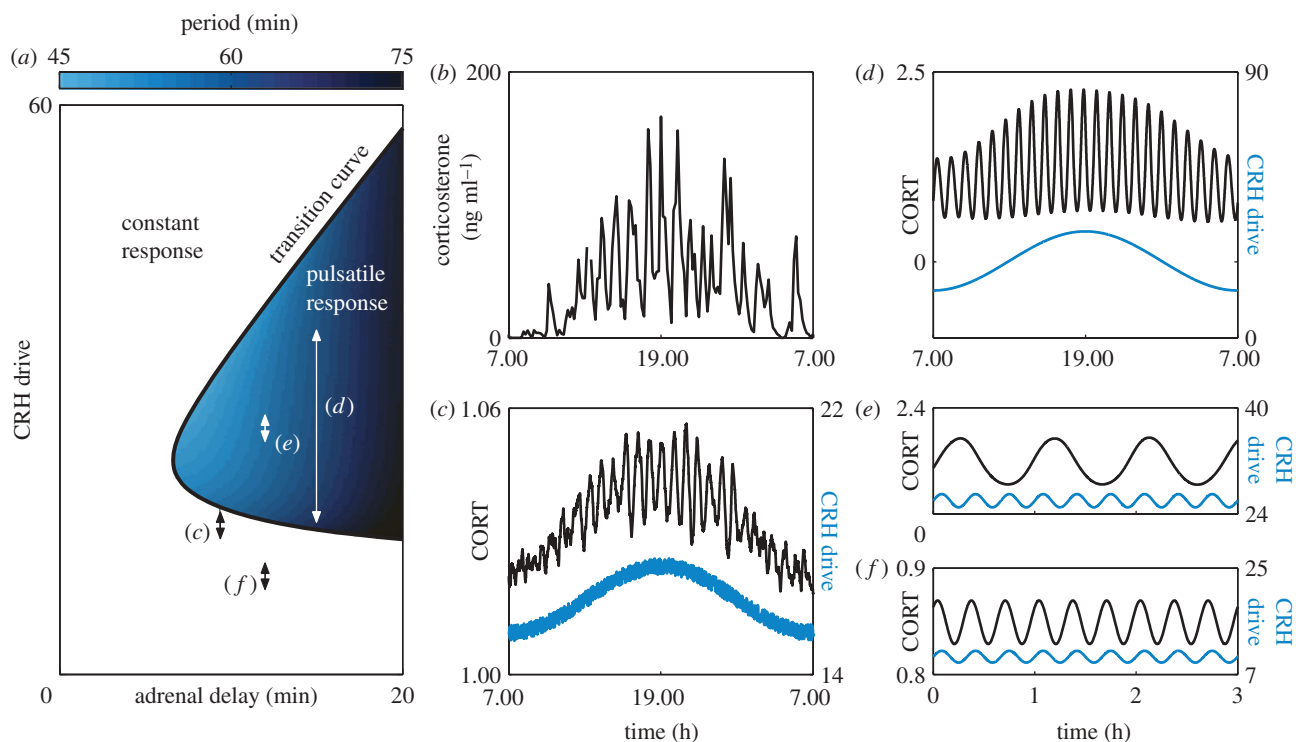 period (min)
(a) 45 60 75
60
CRH drive
constant
response
transition curve
pulsatile
response
(d)
(e)
(c)
(f)
0 adrenal delay (min) 20
(b)
200
corticosterone
(ng ml⁻¹)
0
7.00 19.00 7.00
(c)
1.06 22
CORT
CRH drive
1.00 14
7.00 19.00 7.00
time (h)
(d)
2.5 90
CORT
CRH drive
0
0
7.00 19.00 7.00
(e)
2.4 40
CORT
CRH
drive
0 24
(f)
0.9 25
CORT
CRH
drive
0.8 7
0 1 2 3
time (h)